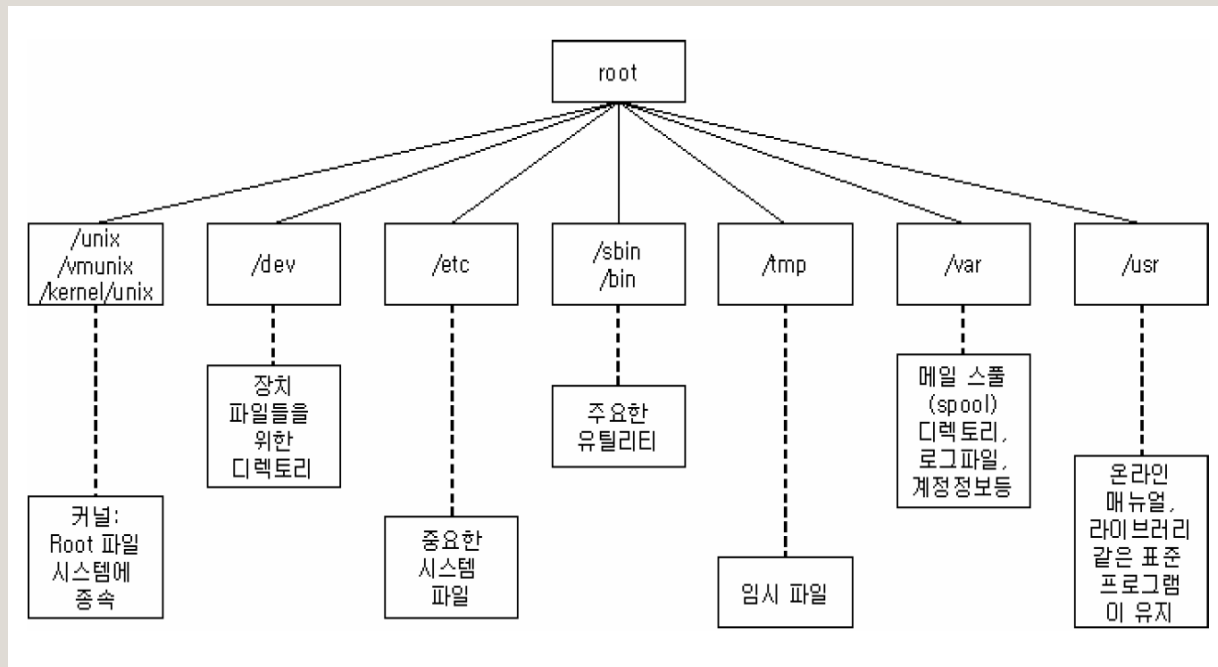 root
/unix
/vmunix
/kernel/unix
/dev
/etc
/sbin
/bin
/tmp
/var
/usr
커널:
Root 파일
시스템에
종속
장치
파일들을
위한
디렉토리
중요한
시스템
파일
주요한
유틸리티
임시 파일
메일 스풀
(spool)
디렉토리,
로그파일,
계정정보등
온라인
매뉴얼,
라이브러리
같은 표준
프로그램
이 유지